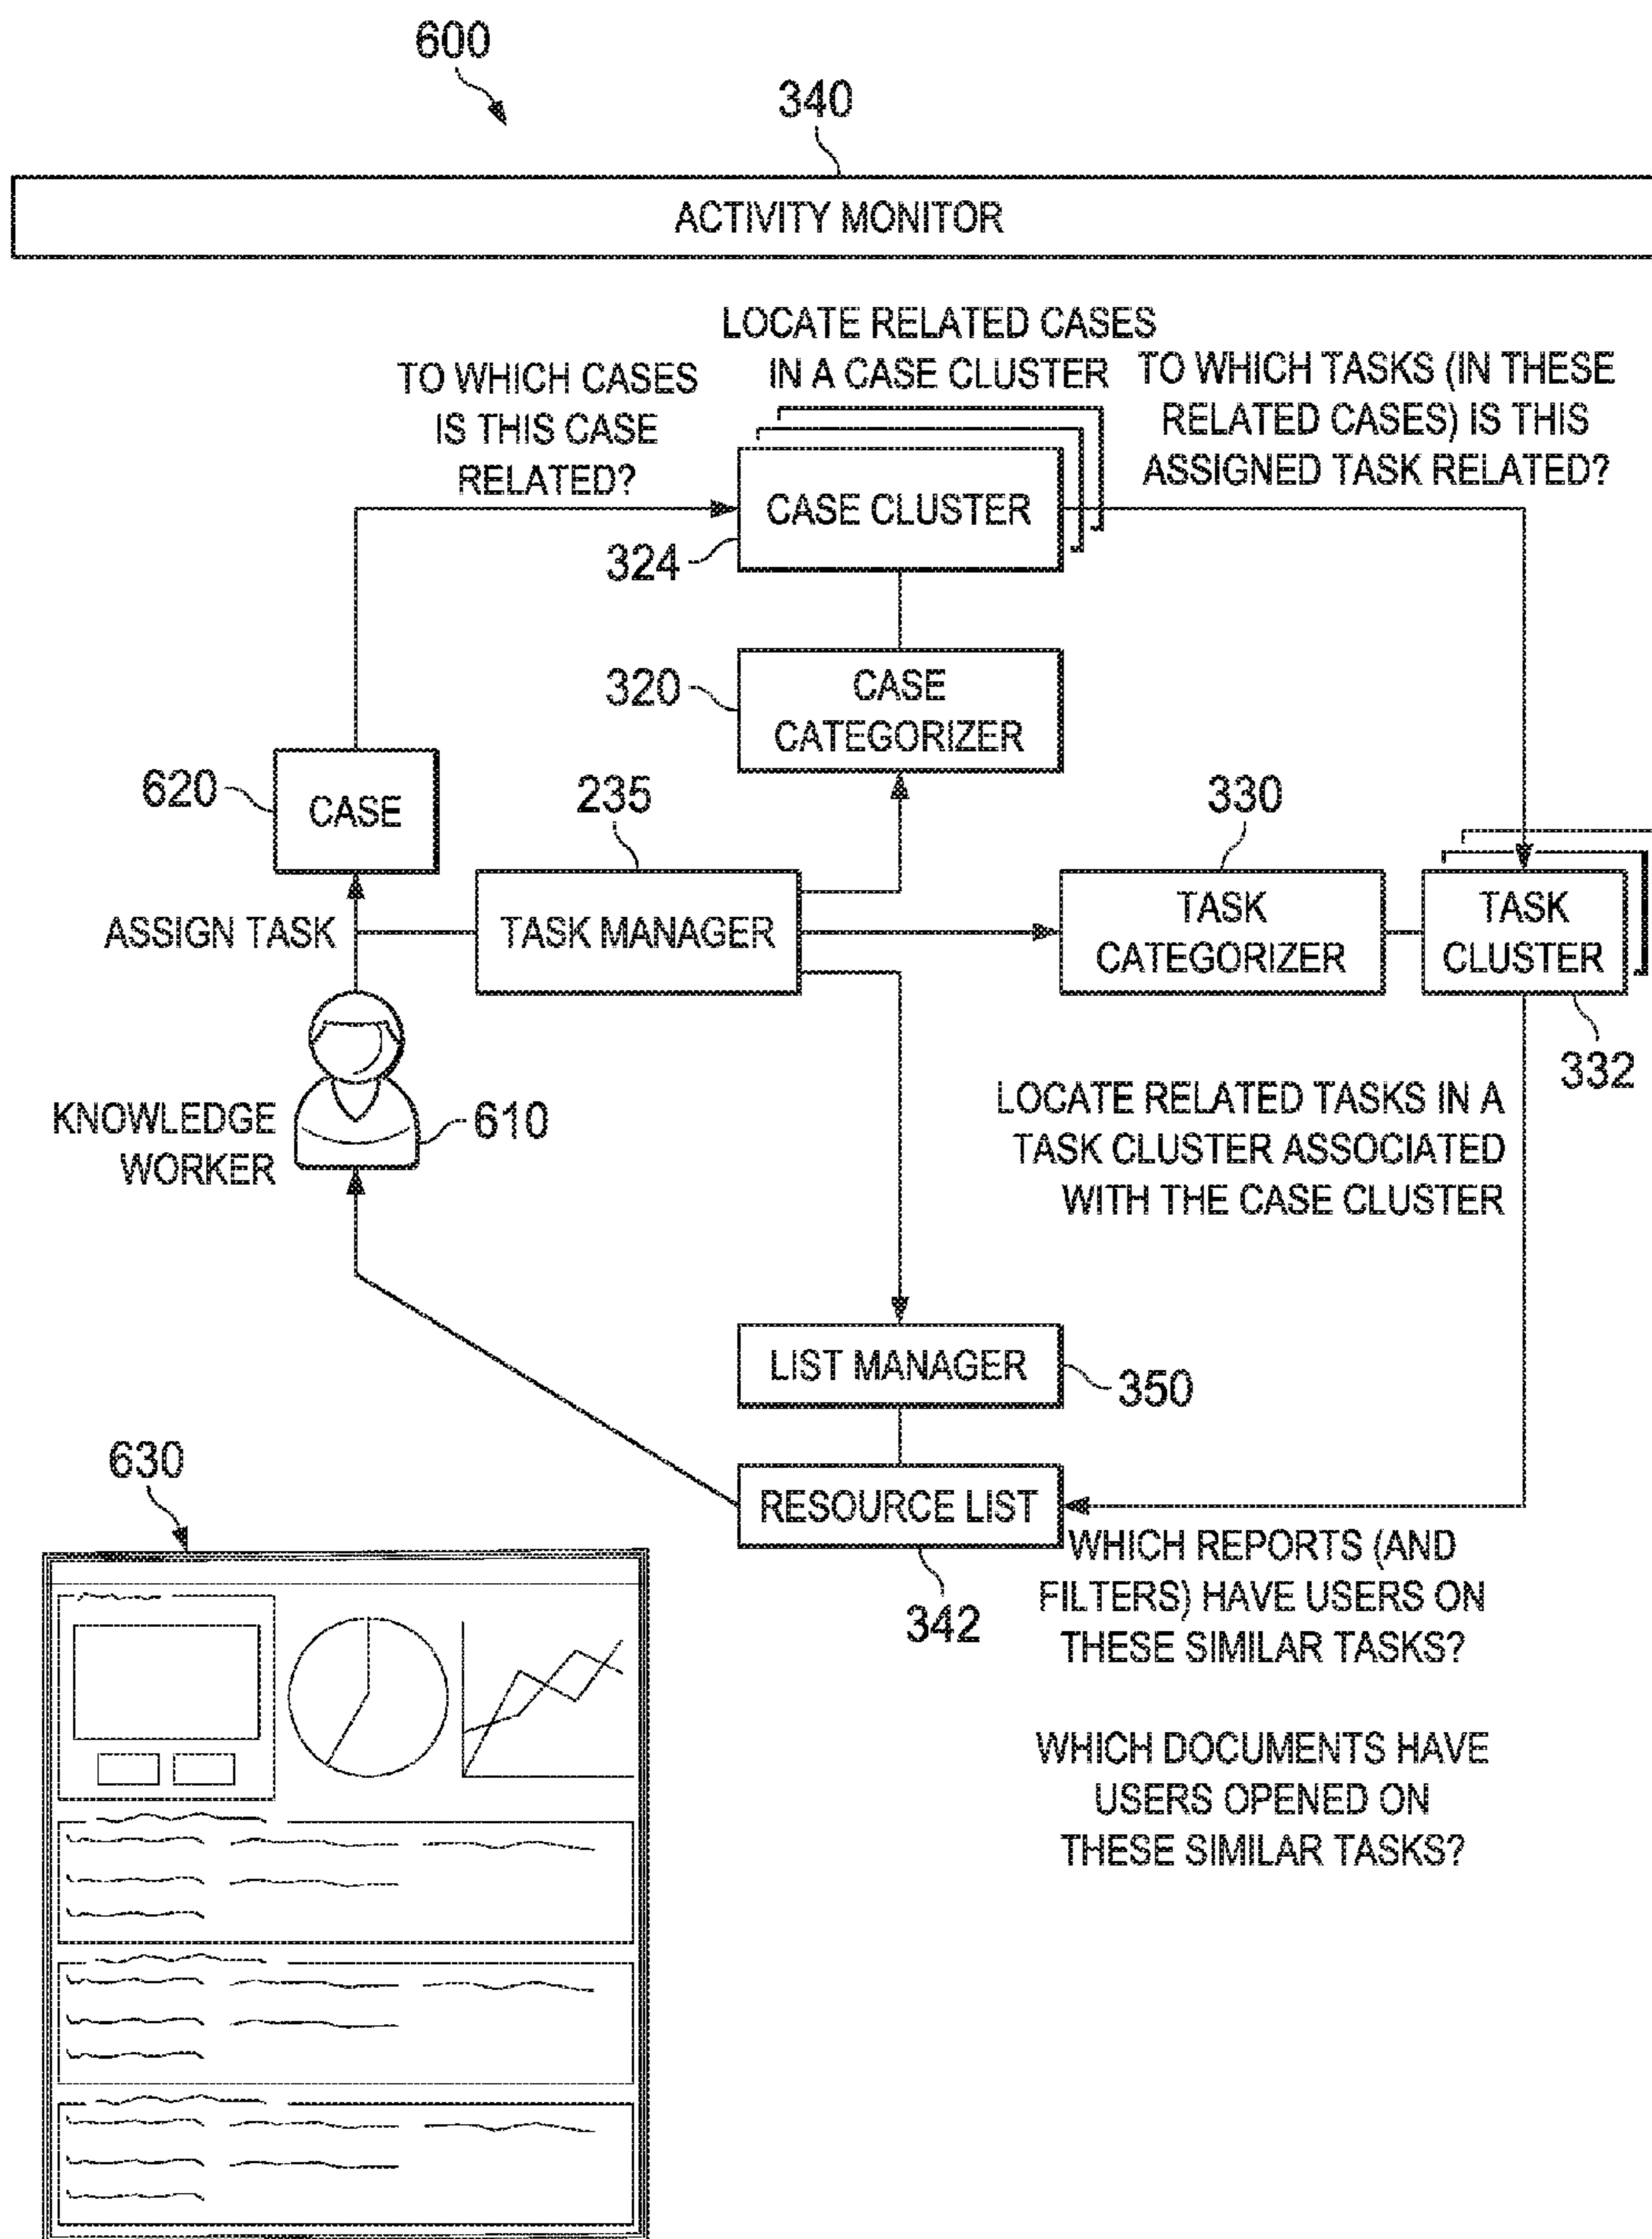 600
340
ACTIVITY MONITOR
LOCATE RELATED CASES
IN A CASE CLUSTER
TO WHICH CASES
IS THIS CASE
RELATED?
TO WHICH TASKS (IN THESE
RELATED CASES) IS THIS
ASSIGNED TASK RELATED?
CASE CLUSTER
324
320
CASE
CATEGORIZER
620
CASE
235
330
ASSIGN TASK
TASK MANAGER
TASK
CATEGORIZER
TASK
CLUSTER
332
KNOWLEDGE
WORKER
610
LOCATE RELATED TASKS IN A
TASK CLUSTER ASSOCIATED
WITH THE CASE CLUSTER
LIST MANAGER
350
630
RESOURCE LIST
342
WHICH REPORTS (AND
FILTERS) HAVE USERS ON
THESE SIMILAR TASKS?
WHICH DOCUMENTS HAVE
USERS OPENED ON
THESE SIMILAR TASKS?